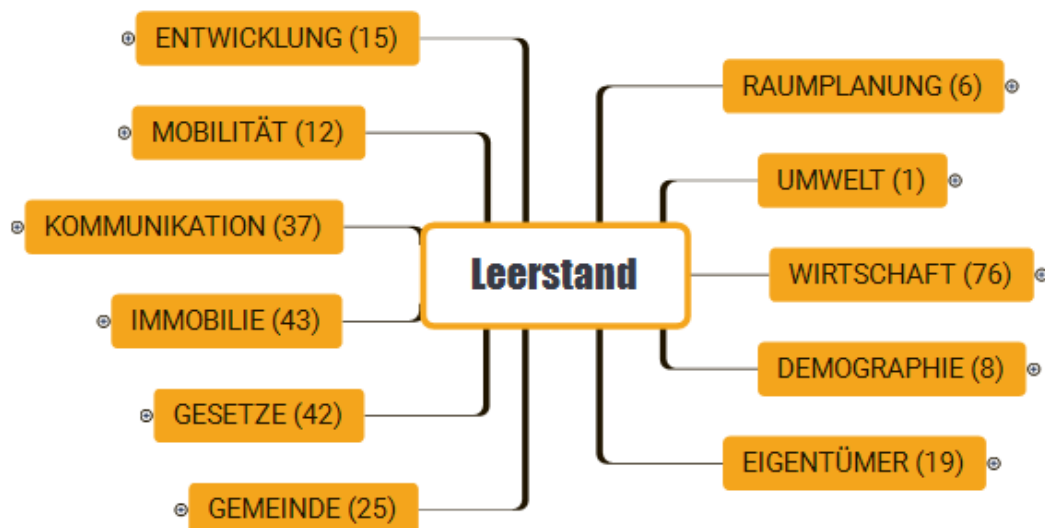 ENTWICKLUNG (15)
MOBILITÄT (12)
KOMMUNIKATION (37)
IMMOBILIE (43)
GESETZE (42)
GEMEINDE (25)
Leerstand
RAUMPLANUNG (6)
UMWELT (1)
WIRTSCHAFT (76)
DEMOGRAPHIE (8)
EIGENTÜMER (19)